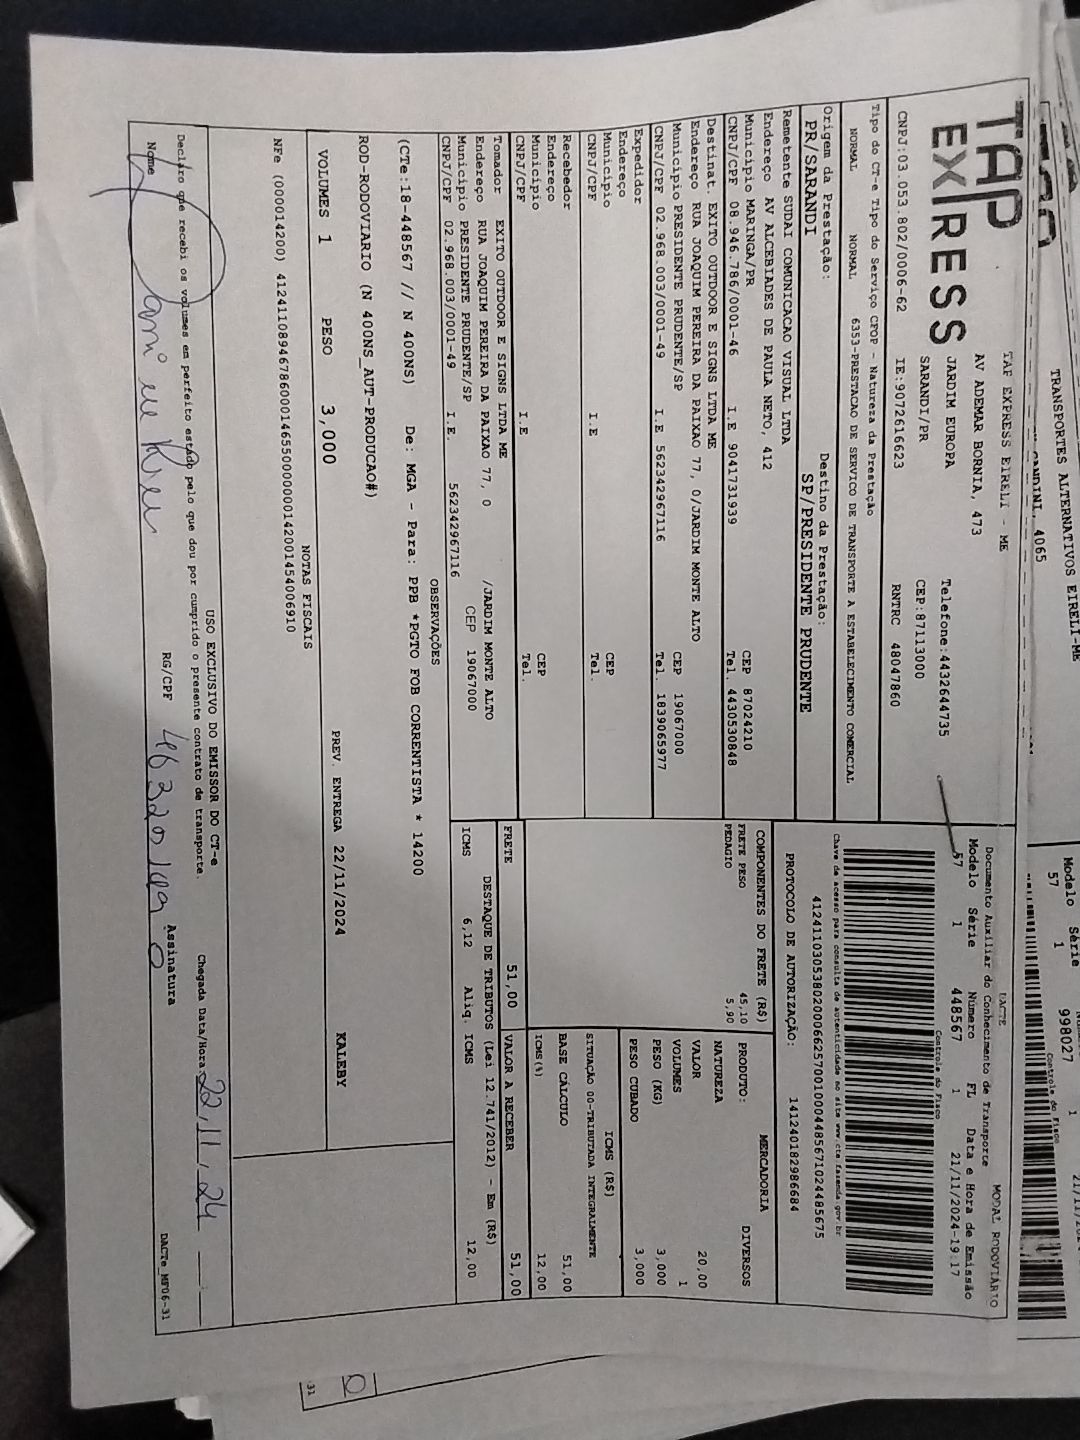 TAP
EXPRESS
TAP EXPRESS EIRELI - ME
AV ADEMAR BORNIA, 473
JARDIM EUROPA
SARANDI/PR
CNPJ:03.053.802/0006-62
IE:9072616623
Telefone:4432644735
CEP:87113000
RNTRC 48047860
Tipo do CT-e Tipo do Serviço CFOP - Natureza da Prestação
NORMAL NORMAL 6353-PRESTACAO DE SERVICO DE TRANSPORTE A ESTABELECIMENTO COMERCIAL
Origem da Prestação: Destino da Prestação:
PR/SARANDI SP/PRESIDENTE PRUDENTE
Remetente SUDAI COMUNICACAO VISUAL LTDA
Endereço AV ALCEBIADES DE PAULA NETO, 412
Municipio MARINGA/PR CEP 87024210
CNPJ/CPF 08.946.786/0001-46 I.E 9041731939 Tel. 4430530848
Destinat. EXITO OUTDOOR E SIGNS LTDA ME
Endereço RUA JOAQUIM PEREIRA DA PAIXAO 77, 0/JARDIM MONTE ALTO
Municipio PRESIDENTE PRUDENTE/SP CEP 19067000
CNPJ/CPF 02.968.003/0001-49 I.E 562342967116 Tel. 1839065977
Expedidor
Endereço
Municipio CEP
CNPJ/CPF I.E Tel.
Recebedor
Endereço
Municipio CEP
CNPJ/CPF I.E Tel.
Tomador EXITO OUTDOOR E SIGNS LTDA ME
Endereço RUA JOAQUIM PEREIRA DA PAIXAO 77, 0 /JARDIM MONTE ALTO
Municipio PRESIDENTE PRUDENTE/SP CEP 19067000
CNPJ/CPF 02.968.003/0001-49 I.E. 562342967116
DACTE MODAL RODOVIÁRIO
Documento Auxiliar do Conhecimento de Transporte
Modelo Série Número FL Data e Hora de Emissão
57 1 448567 1 21/11/2024-19:17
Controle do Fisco
Chave de acesso para consulta de autenticidade no site www.cte.fazenda.gov.br
41241103053802000662570010004485671024485675
PROTOCOLO DE AUTORIZAÇÃO: 141240182986684
COMPONENTES DO FRETE (R$)
FRETE PESO 45,10
PEDAGIO 5,90
MERCADORIA
PRODUTO: DIVERSOS
NATUREZA
VALOR 20,00
VOLUMES 1
PESO (KG) 3,000
PESO CUBADO 3,000
ICMS (R$)
SITUAÇÃO 00-TRIBUTADA INTEGRALMENTE
BASE CÁLCULO 51,00
ICMS(%) 12,00
FRETE 51,00 VALOR A RECEBER 51,00
DESTAQUE DE TRIBUTOS (Lei 12.741/2012) - Em (R$)
ICMS 6,12 Aliq. ICMS 12,00
OBSERVAÇÕES
(CTe:18-448567 // N 400NS) De: MGA - Para: PPB *PGTO FOB CORRENTISTA * 14200
ROD-RODOVIARIO (N 400NS_AUT-PRODUCAO#)
VOLUMES 1 PESO 3,000 PREV. ENTREGA 22/11/2024 KALEBY
NOTAS FISCAIS
NFe (000014200) 41241108946786000146550000000142001454006910
USO EXCLUSIVO DO EMISSOR DO CT-e
Declaro que recebi os volumes em perfeito estado pelo que dou por cumprido o presente contrato de transporte. Chegada Data/Hora: 22,11,24
Nome RG/CPF Assinatura
DACTe_MF06-31
TRANSPORTES ALTERNATIVOS EIRELI-ME
4065
Modelo Série
57 1 998027 1
Controle do Fisco